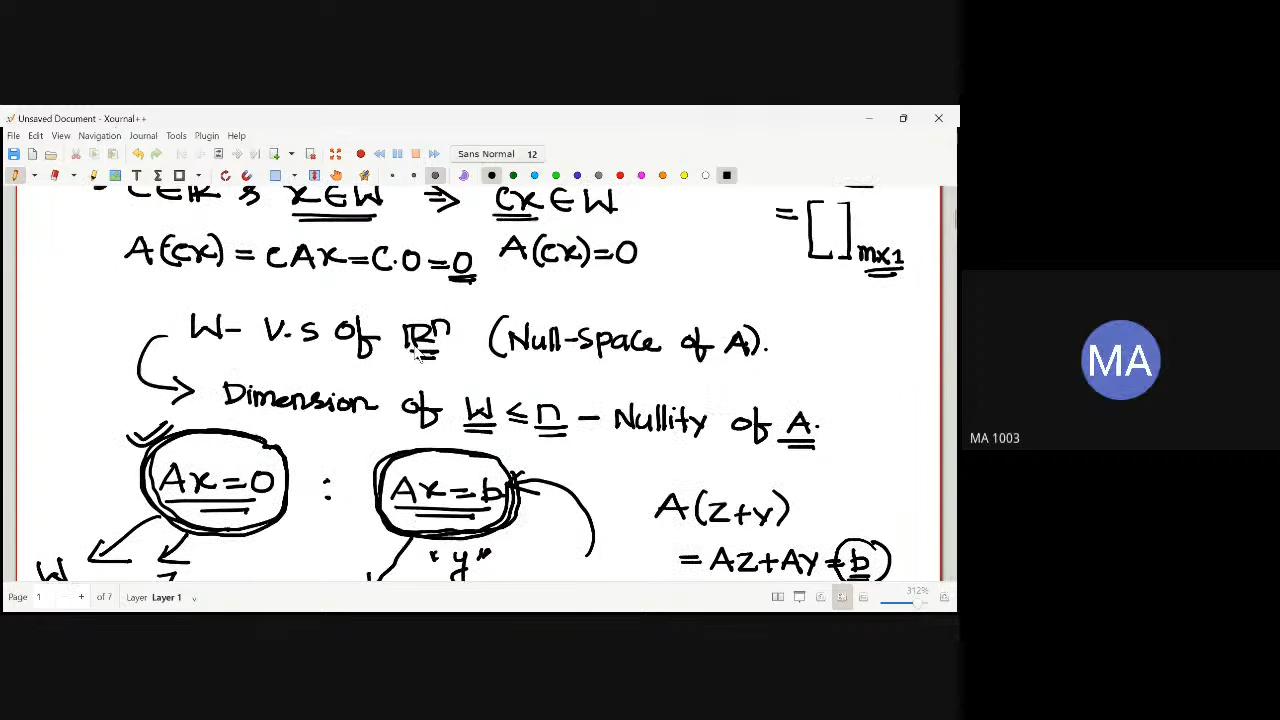 Unsaved Document - Xournal++
File Edit View Navigation Journal Tools Plugin Help
Sans Normal 12
C∈ℝ & x∈W ⇒ Cx∈W
= [ ]m×1
A(Cx) = CAx = C·0 = 0 A(Cx)=0
W- V.S of ℝⁿ (Null-Space of A).
Dimension of W ≤ n - Nullity of A.
Ax=0 : Ax=b
A(Z+y)
"y" = AZ+Ay=b
W Z
MA
MA 1003
Page 1 of 7 Layer Layer 1 312%